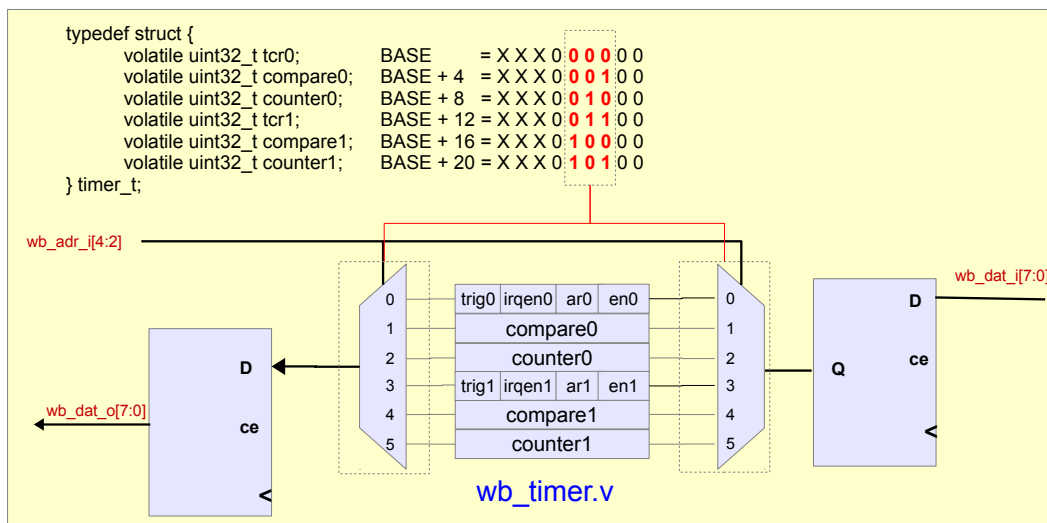 typedef struct {
volatile uint32_t tcr0; BASE = X X X 0 0 0 0 0 0
volatile uint32_t compare0; BASE + 4 = X X X 0 0 0 1 0 0
volatile uint32_t counter0; BASE + 8 = X X X 0 0 1 0 0 0
volatile uint32_t tcr1; BASE + 12 = X X X 0 0 1 1 0 0
volatile uint32_t compare1; BASE + 16 = X X X 0 1 0 0 0 0
volatile uint32_t counter1; BASE + 20 = X X X 0 1 0 1 0 0
} timer_t;
wb_adr_i[4:2]
wb_dat_i[7:0]
0 trig0 irqen0 ar0 en0 0 D
1 compare0 1
2 counter0 2 ce
D 3 trig1 irqen1 ar1 en1 3 Q
wb_dat_o[7:0] 4 compare1 4
ce 5 counter1 5 <
<
wb_timer.v